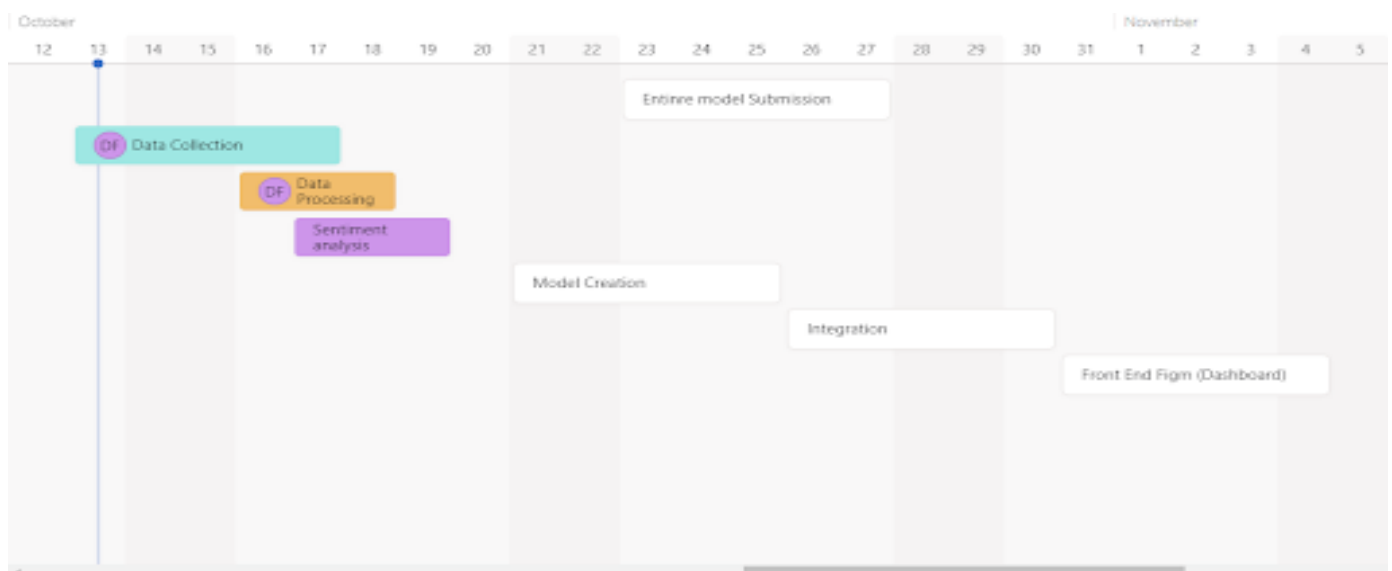 October
November
12 13 14 15 16 17 18 19 20 21 22 23 24 25 26 27 28 29 30 31 1 2 3 4 5
Entinre model Submission
DF Data Collection
DF Data
Processing
Sentiment
analysis
Model Creation
Integration
Front End Figm (Dashboard)